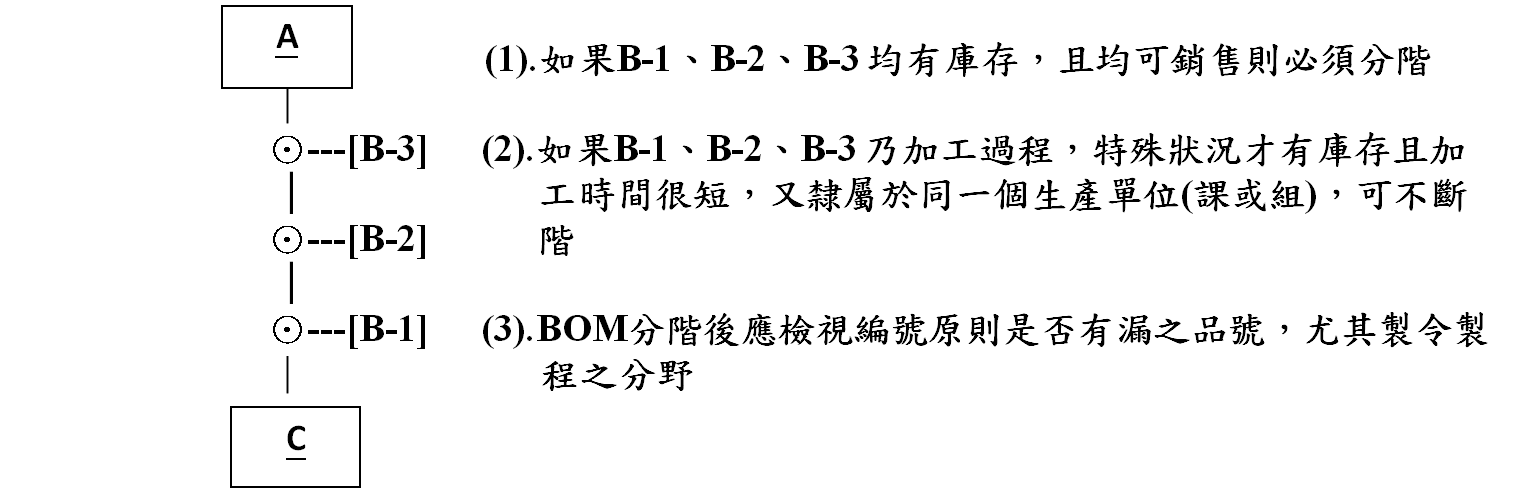 A
(1).如果B-1、B-2、B-3均有庫存，且均可銷售則必須分階
---[B-3]
(2).如果B-1、B-2、B-3乃加工過程，特殊狀況才有庫存且加
工時間很短，又隸屬於同一個生產單位(課或組)，可不斷
---[B-2]
階
---[B-1]
(3).BOM分階後應檢視編號原則是否有漏之品號，尤其製令製
程之分野
C